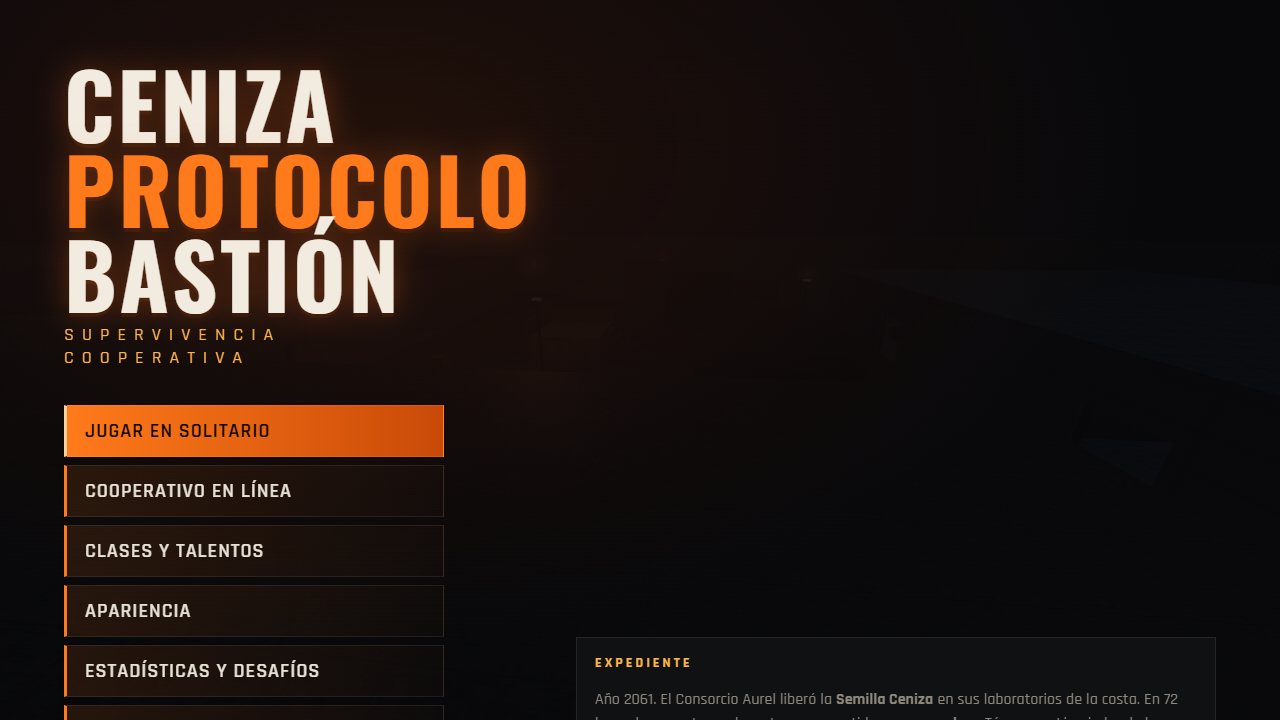 CENIZA
PROTOCOLO
BASTIÓN
SUPERVIVENCIA
COOPERATIVA
JUGAR EN SOLITARIO
COOPERATIVO EN LÍNEA
CLASES Y TALENTOS
APARIENCIA
ESTADÍSTICAS Y DESAFÍOS
EXPEDIENTE
Año 2061. El Consorcio Aurel liberó la Semilla Ceniza en sus laboratorios de la costa. En 72